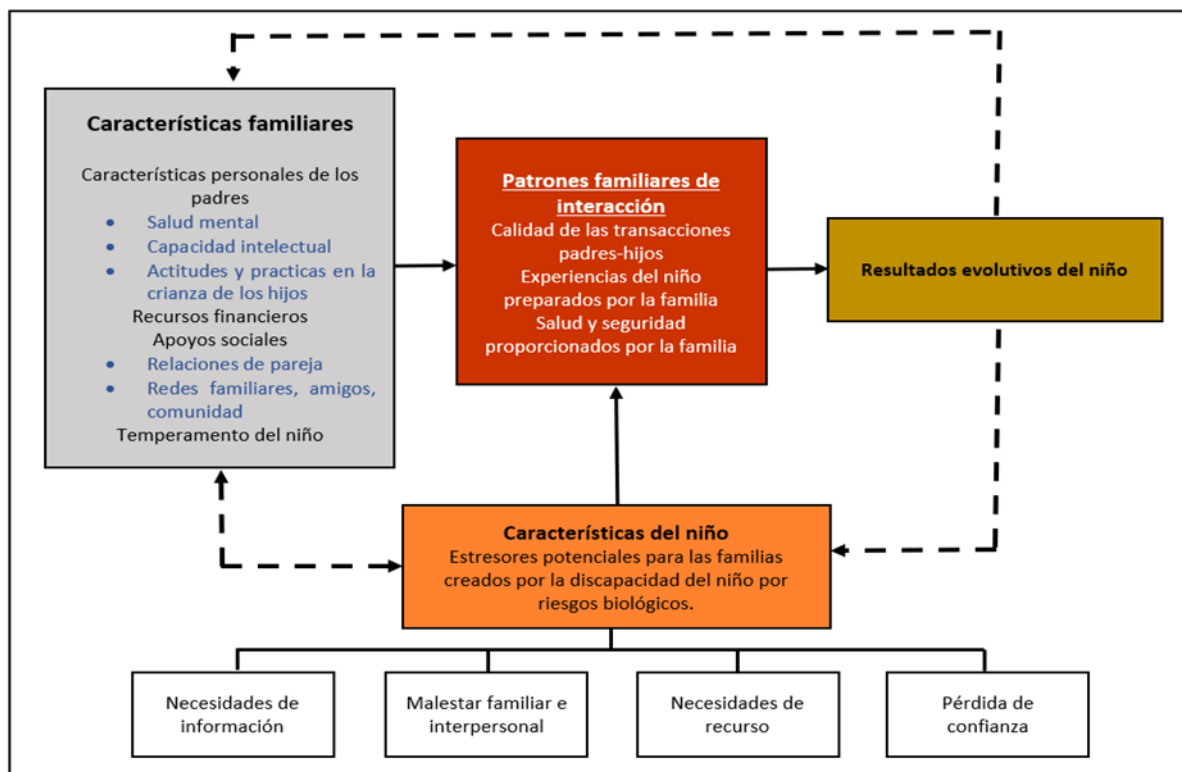 Características familiares
Características personales de los
padres
• Salud mental
• Capacidad intelectual
• Actitudes y practicas en la
crianza de los hijos
Recursos financieros
Apoyos sociales
• Relaciones de pareja
• Redes familiares, amigos,
comunidad
Temperamento del niño
Patrones familiares de
interacción
Calidad de las transacciones
padres-hijos
Experiencias del niño
preparados por la familia
Salud y seguridad
proporcionados por la familia
Resultados evolutivos del niño
Características del niño
Estresores potenciales para las familias
creados por la discapacidad del niño por
riesgos biológicos.
Necesidades de
información
Malestar familiar e
interpersonal
Necesidades de
recurso
Pérdida de
confianza